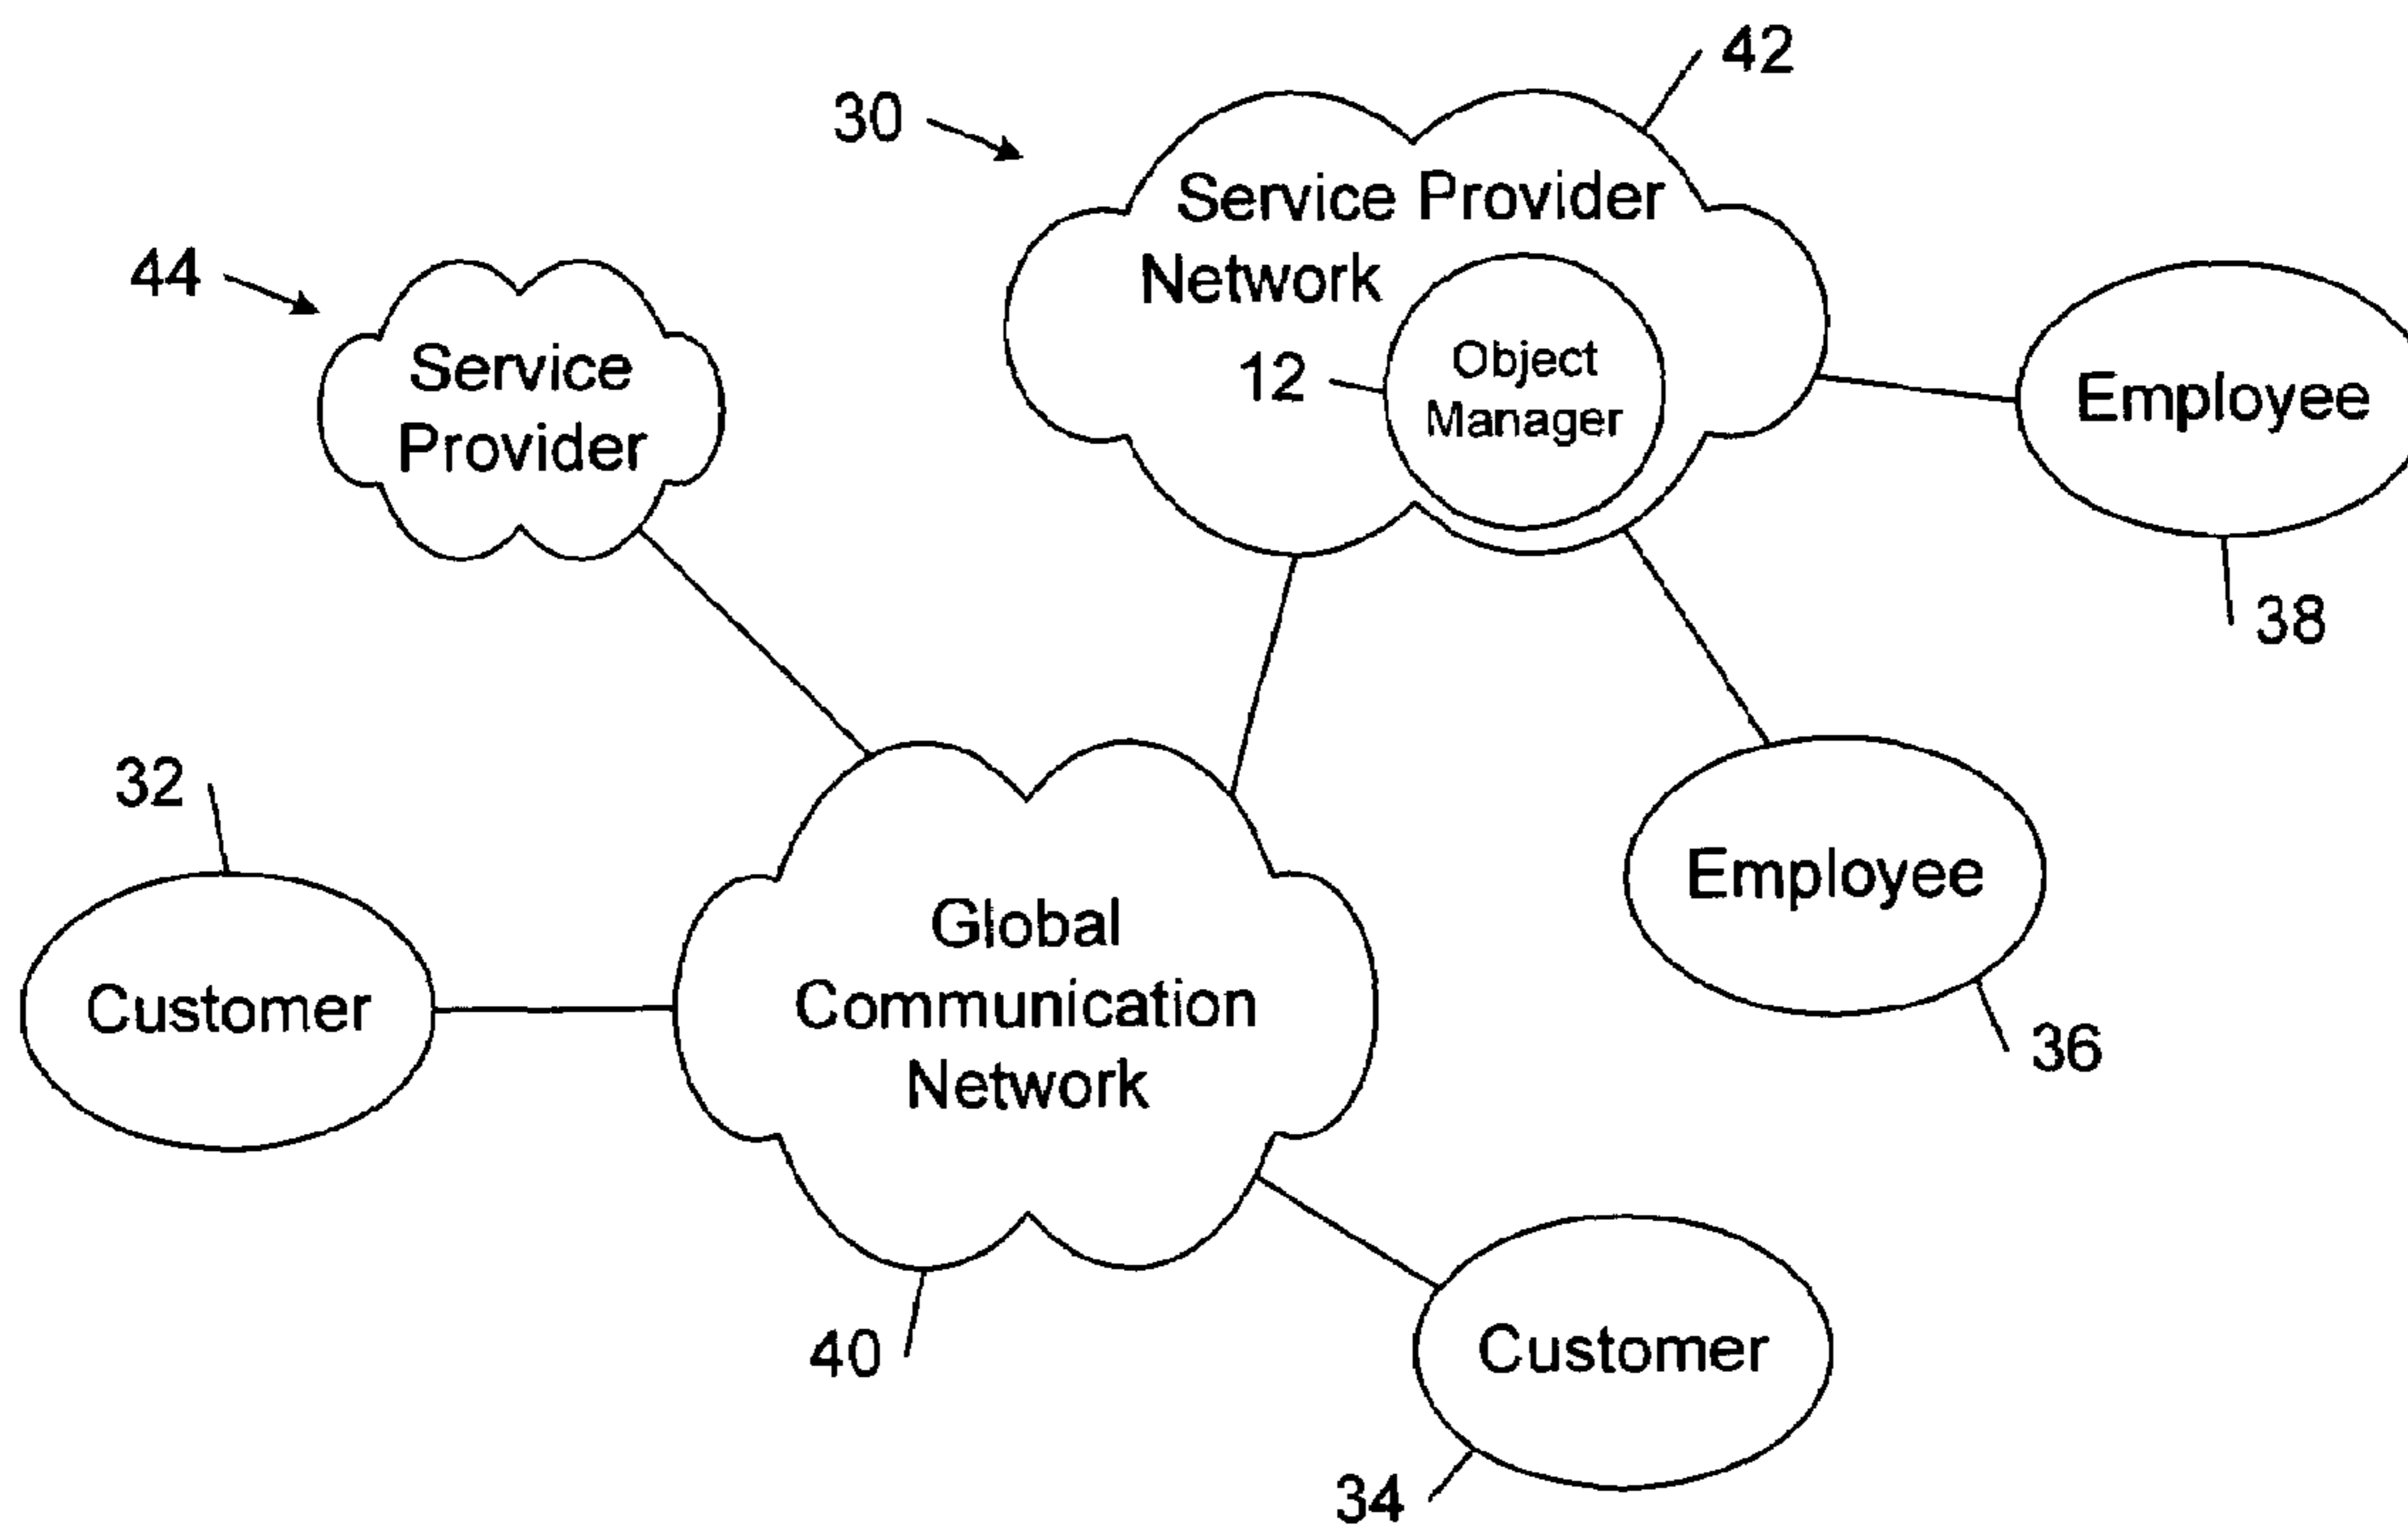 42
30
Service Provider
Network
44
Service
Provider
12
Object
Manager
Employee
38
32
Global
Communication
Network
Customer
Employee
36
40
Customer
34